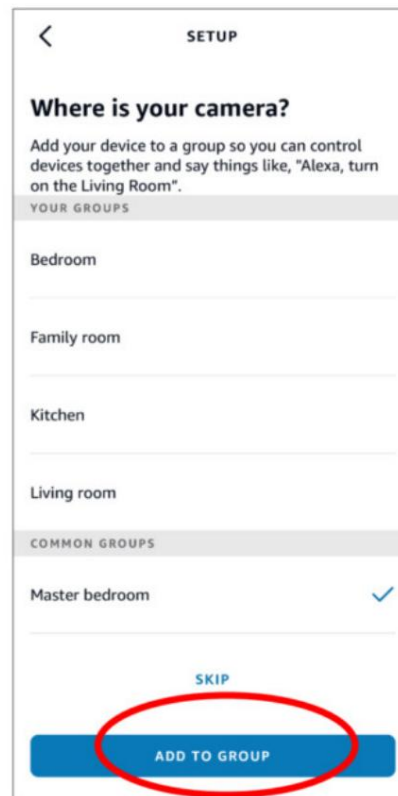 SETUP
Where is your camera?
Add your device to a group so you can control
devices together and say things like, "Alexa, turn
on the Living Room".
YOUR GROUPS
Bedroom
Family room
Kitchen
Living room
COMMON GROUPS
Master bedroom
SKIP
ADD TO GROUP